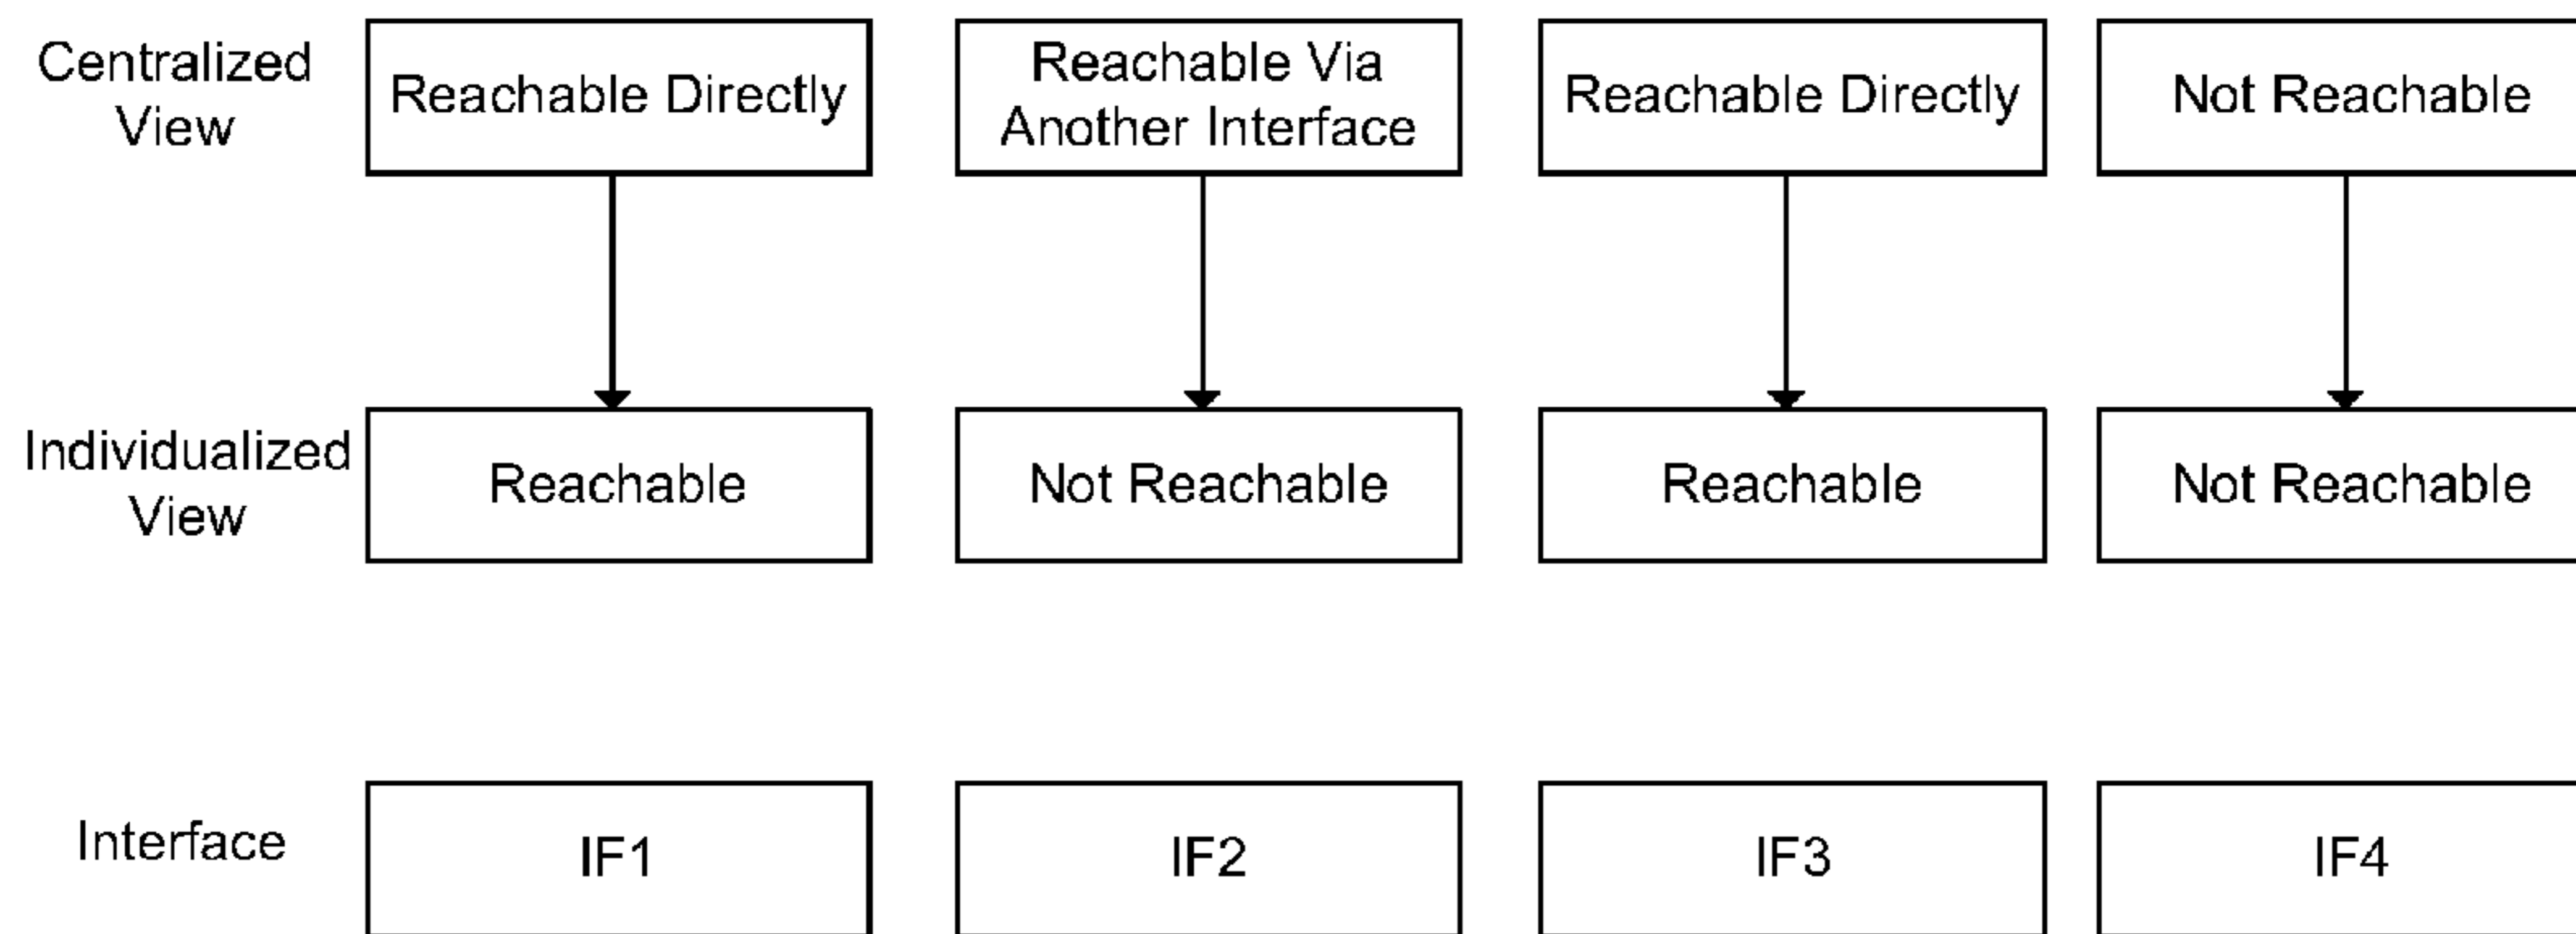 Centralized
View
Reachable Directly
Reachable Via
Another Interface
Reachable Directly
Not Reachable
Individualized
View
Reachable
Not Reachable
Reachable
Not Reachable
Interface
IF1
IF2
IF3
IF4